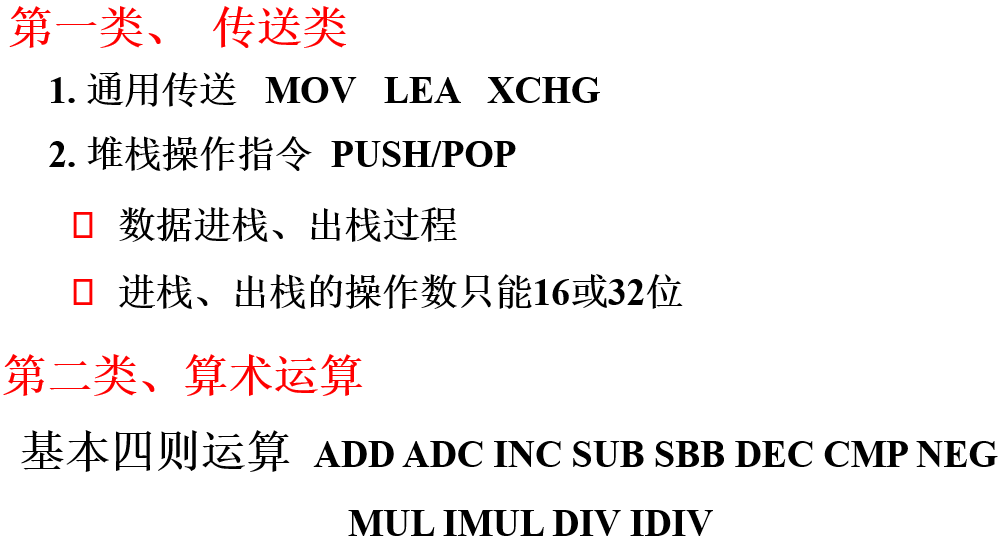 第一类、 传送类
1. 通用传送 MOV LEA XCHG
2. 堆栈操作指令 PUSH/POP
数据进栈、出栈过程
进栈、出栈的操作数只能16或32位
第二类、算术运算
基本四则运算 ADD ADC INC SUB SBB DEC CMP NEG
MUL IMUL DIV IDIV